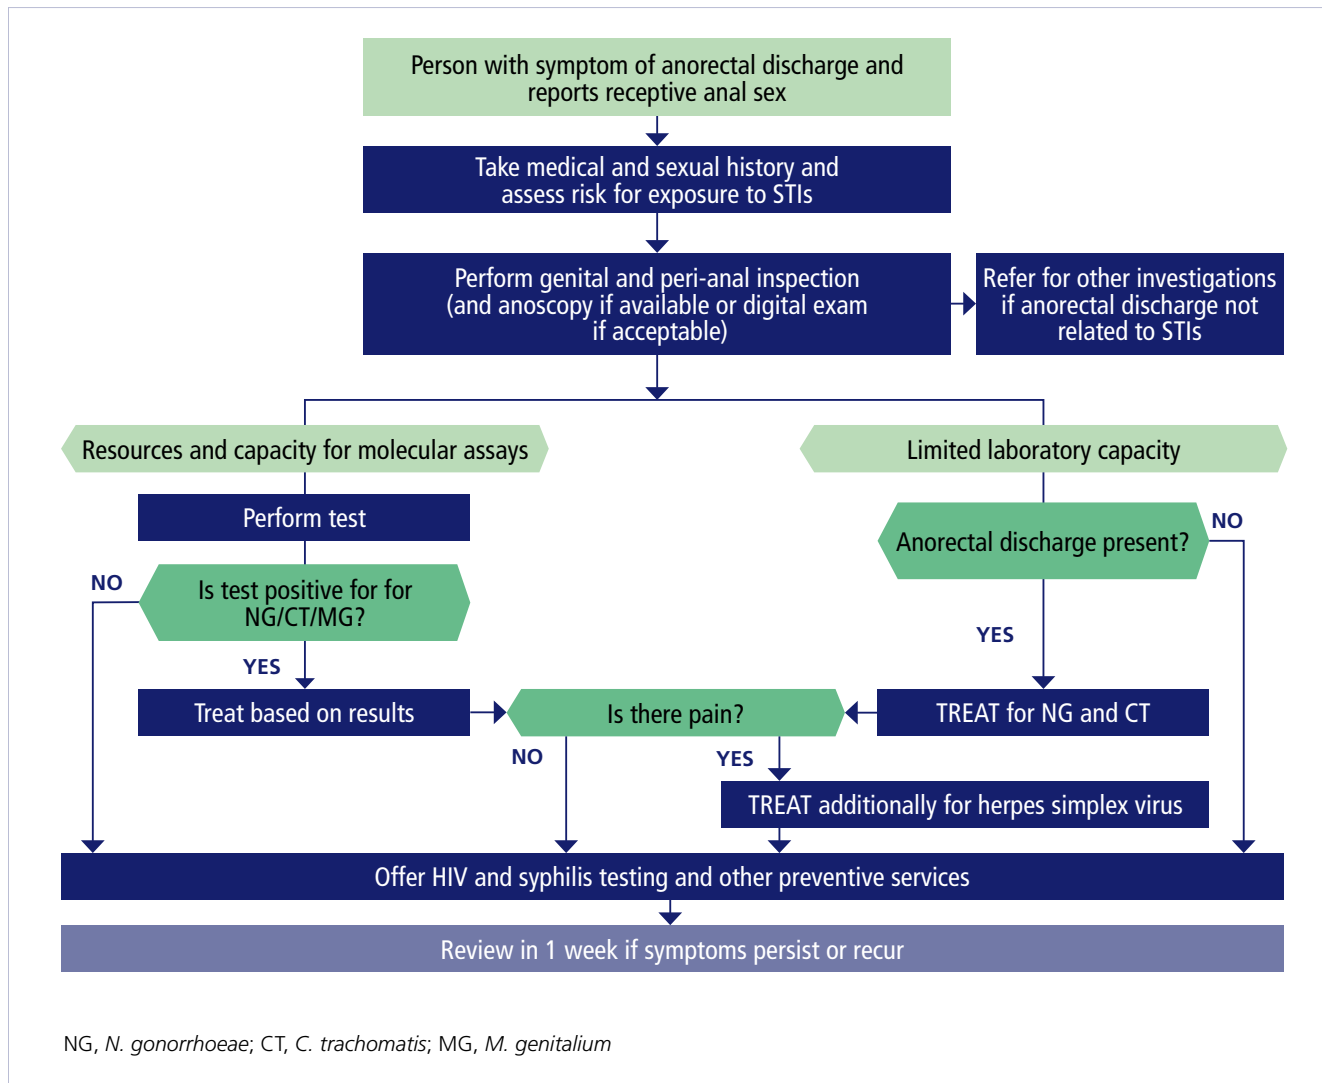 Person with symptom of anorectal discharge and
reports receptive anal sex
Take medical and sexual history and
assess risk for exposure to STIs
Perform genital and peri-anal inspection
(and anoscopy if available or digital exam
if acceptable)
Refer for other investigations
if anorectal discharge not
related to STIs
Resources and capacity for molecular assays
Limited laboratory capacity
Perform test
Anorectal discharge present?
NO
Is test positive for for
NG/CT/MG?
NO
YES
YES
Treat based on results
Is there pain?
TREAT for NG and CT
NO
YES
TREAT additionally for herpes simplex virus
Offer HIV and syphilis testing and other preventive services
Review in 1 week if symptoms persist or recur
NG, N. gonorrhoeae; CT, C. trachomatis; MG, M. genitalium